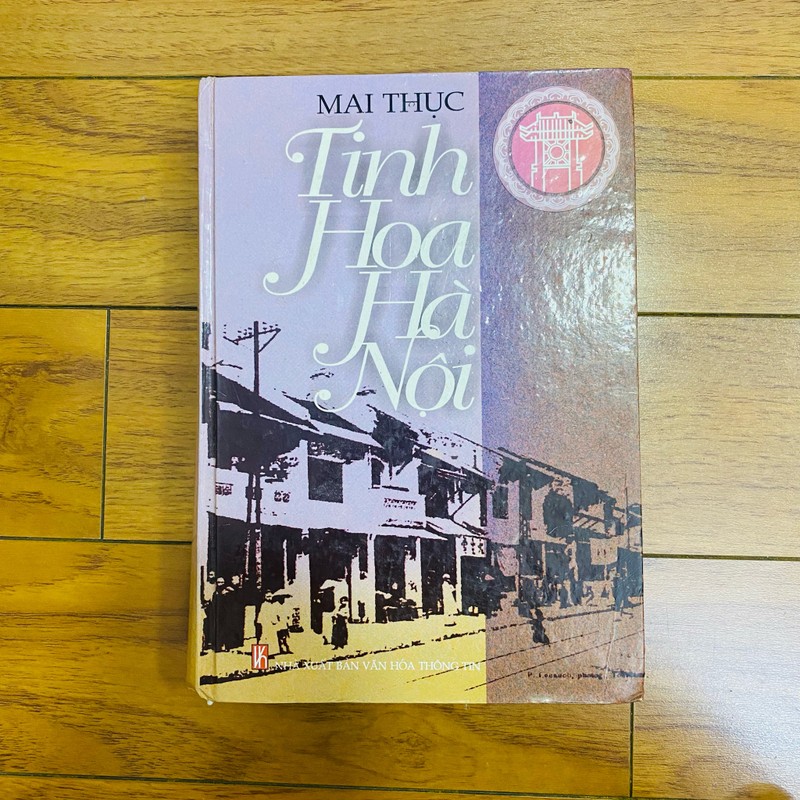 MAI THỤC
Tinh
Hoa
Hà
Nội
NHÀ XUẤT BẢN VĂN HÓA THÔNG TIN